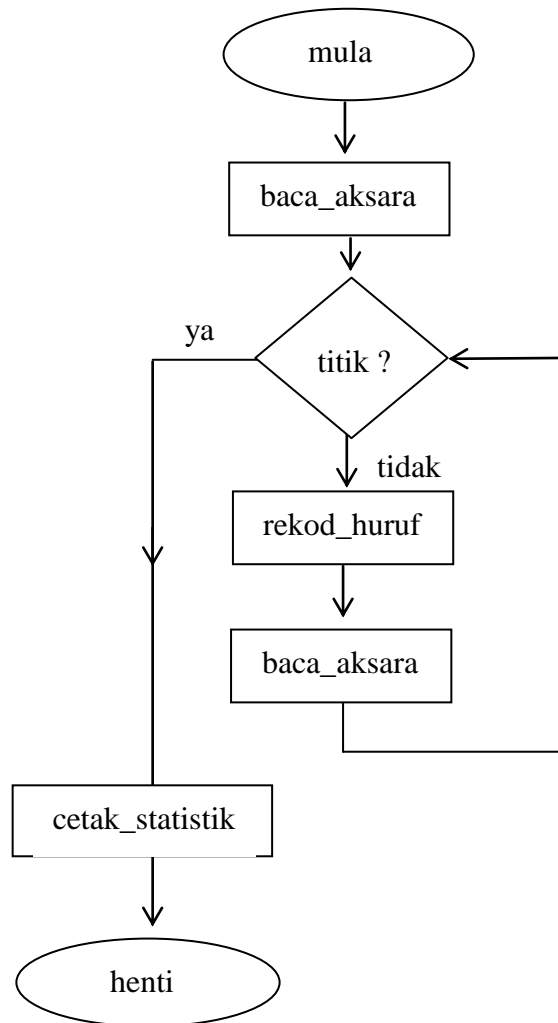 mula
baca_aksara
titik ?
ya
tidak
rekod_huruf
baca_aksara
cetak_statistik
henti